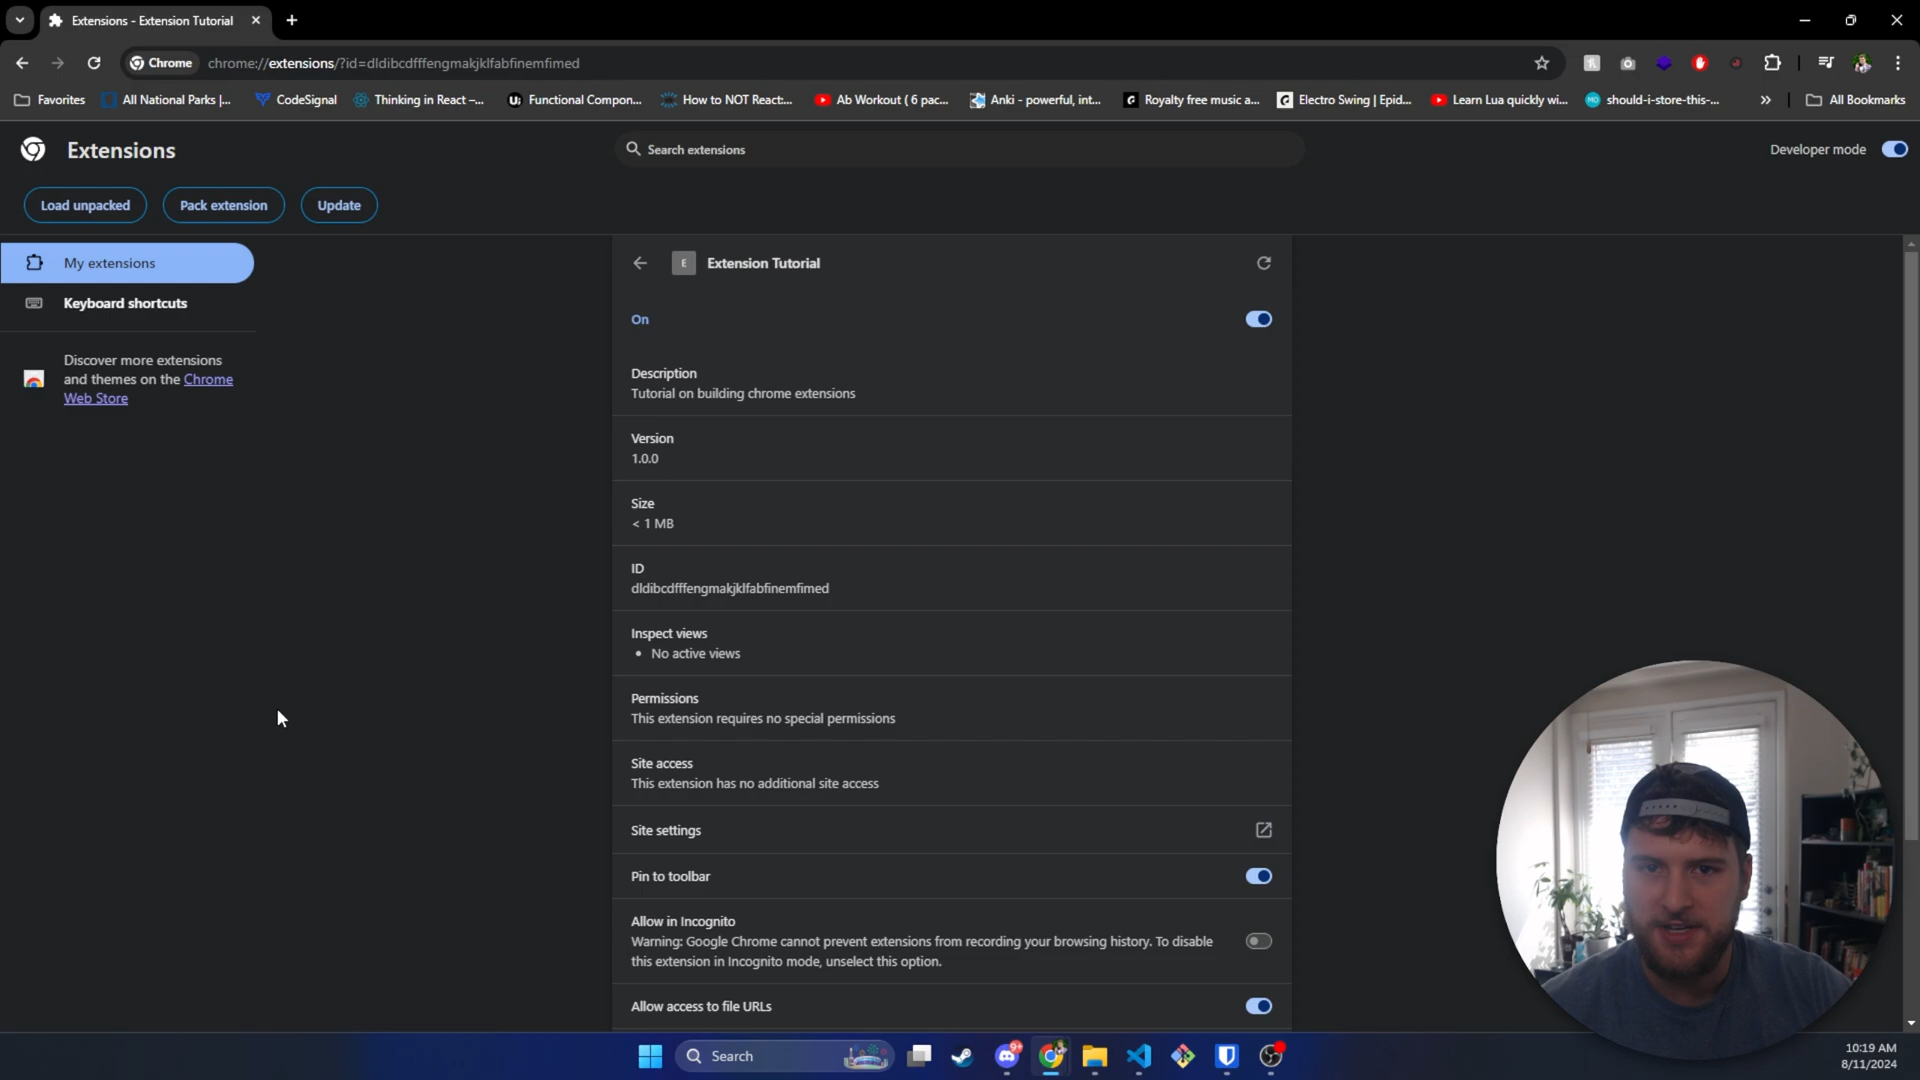 Extensions - Extension Tutorial
Chrome
chrome://extensions/?id=dldibcdfffengmakjklfabfinemfimed
Favorites
All National Parks |...
CodeSignal
Thinking in React –...
Functional Compon...
How to NOT React:...
Ab Workout ( 6 pac...
Anki - powerful, int...
Royalty free music a...
Electro Swing | Epid...
Learn Lua quickly wi...
should-i-store-this-...
»
All Bookmarks
Extensions
Search extensions
Developer mode
Load unpacked
Pack extension
Update
My extensions
Keyboard shortcuts
Discover more extensions
and themes on the Chrome
Web Store
E
Extension Tutorial
On
Description
Tutorial on building chrome extensions
Version
1.0.0
Size
< 1 MB
ID
dldibcdfffengmakjklfabfinemfimed
Inspect views
• No active views
Permissions
This extension requires no special permissions
Site access
This extension has no additional site access
Site settings
Pin to toolbar
Allow in Incognito
Warning: Google Chrome cannot prevent extensions from recording your browsing history. To disable
this extension in Incognito mode, unselect this option.
Allow access to file URLs
Search
9+
10:19 AM
8/11/2024